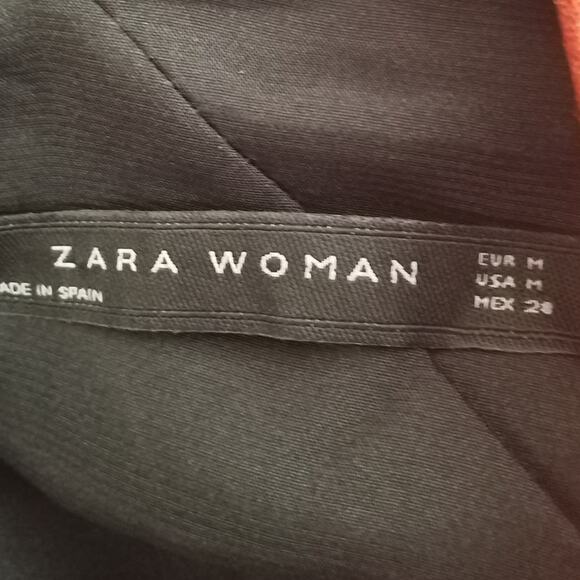 ZARA WOMAN
ADE IN SPAIN
EUR M
USA M
MEX 28